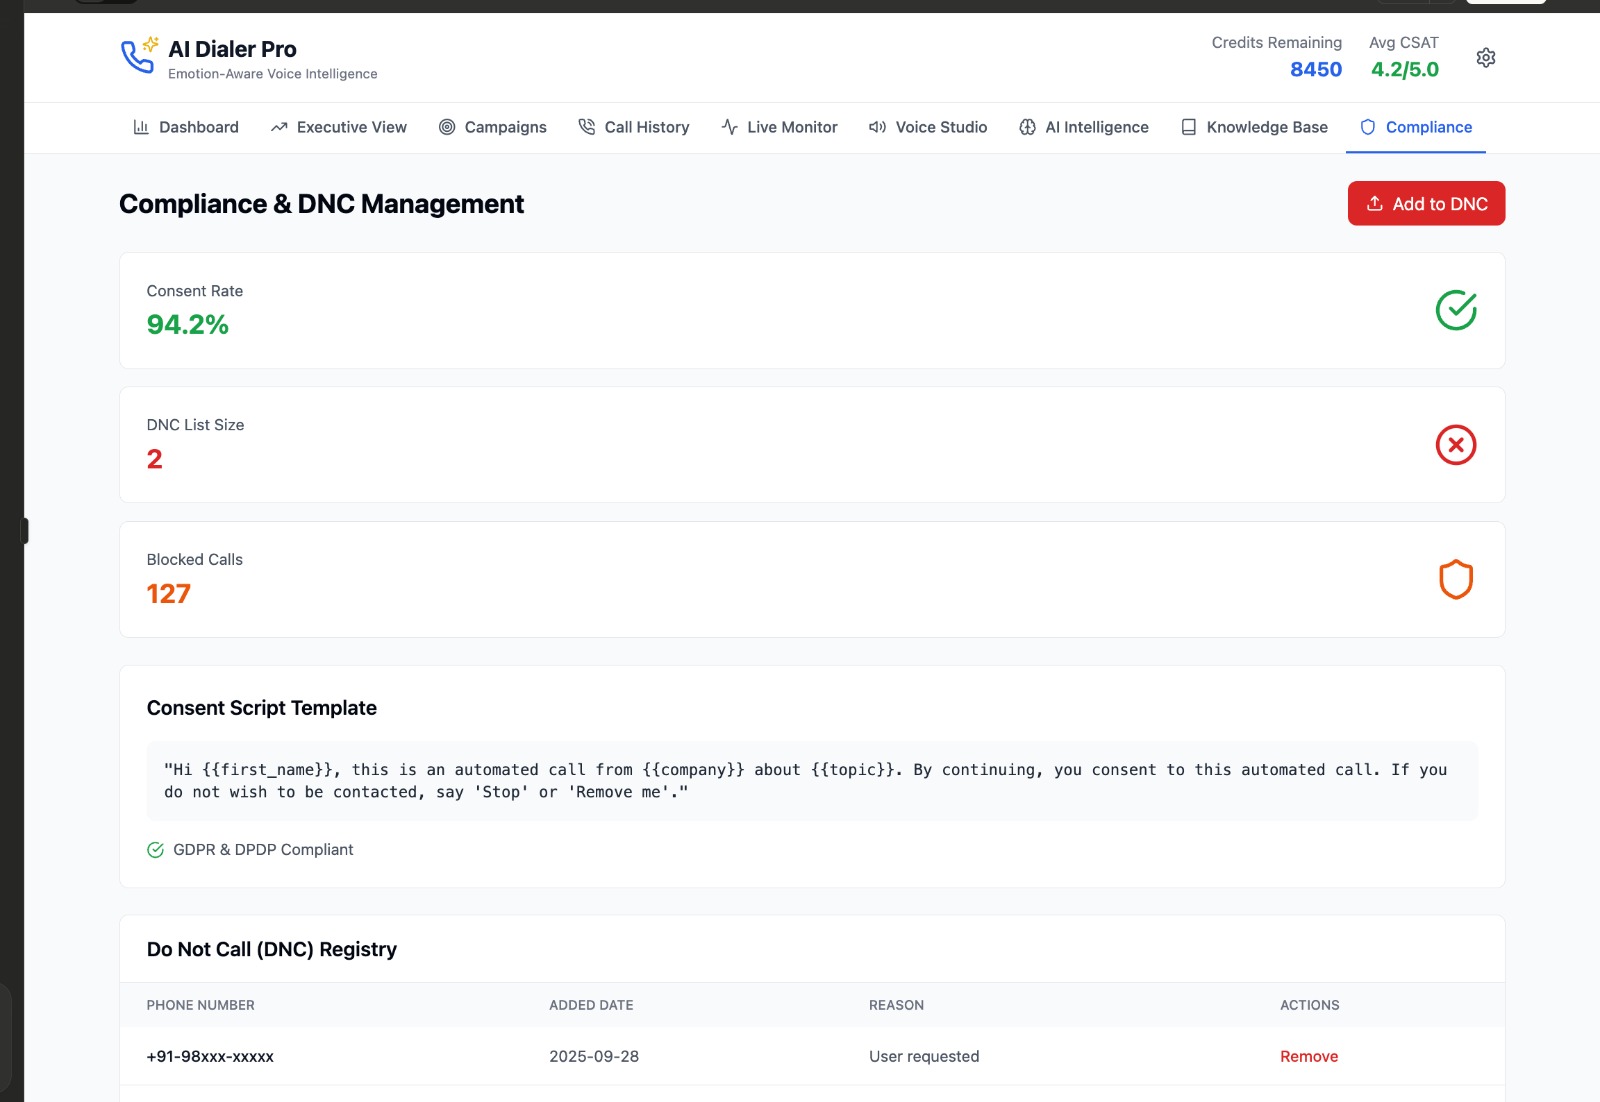 AI Dialer Pro
Emotion-Aware Voice Intelligence
Credits Remaining
8450
Avg CSAT
4.2/5.0
Dashboard
Executive View
Campaigns
Call History
Live Monitor
Voice Studio
AI Intelligence
Knowledge Base
Compliance
Compliance & DNC Management
Add to DNC
Consent Rate
94.2%
DNC List Size
2
Blocked Calls
127
Consent Script Template
"Hi {{first_name}}, this is an automated call from {{company}} about {{topic}}. By continuing, you consent to this automated call. If you
do not wish to be contacted, say 'Stop' or 'Remove me'."
GDPR & DPDP Compliant
Do Not Call (DNC) Registry
PHONE NUMBER ADDED DATE REASON ACTIONS
+91-98xxx-xxxxx 2025-09-28 User requested Remove